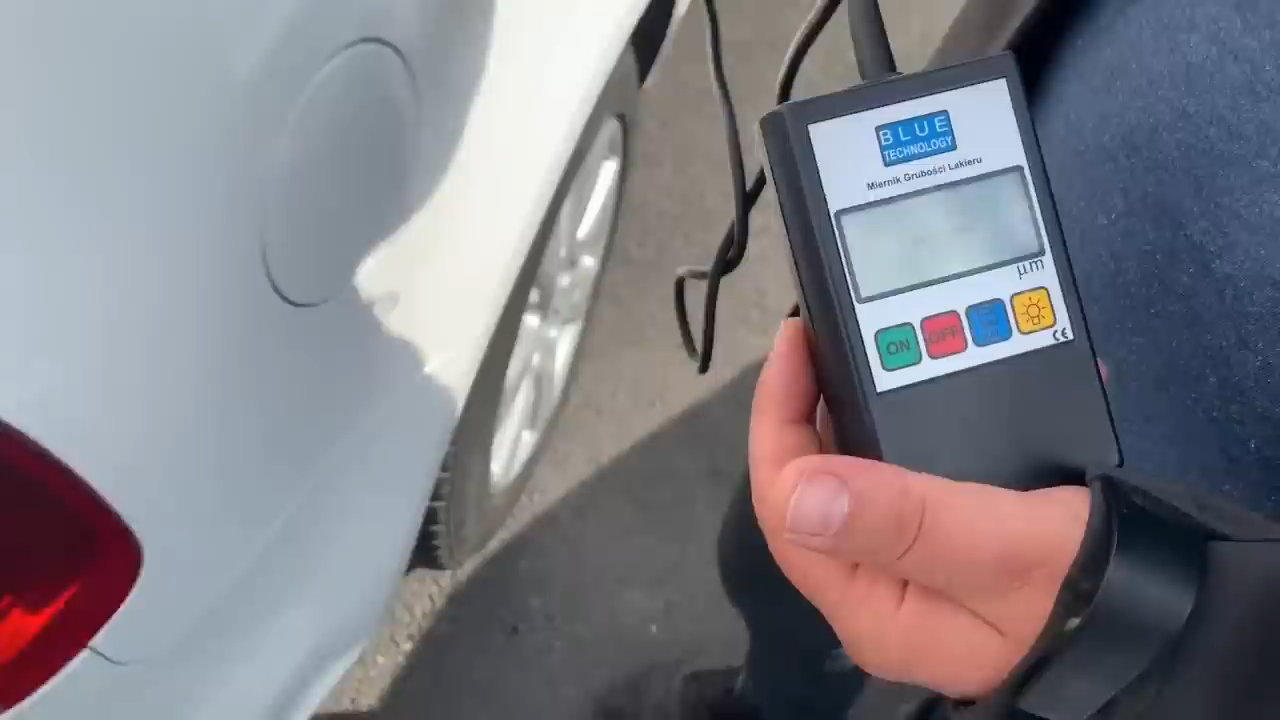 BLUE
TECHNOLOGY
Miernik Grubości Lakieru
μm
ON
OFF
CE